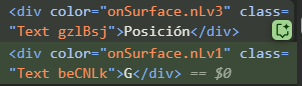 <div color="onSurface.nLv3" class=
"Text gzlBsj">Posición</div>
<div color="onSurface.nLv1" class=
"Text beCNLk">G</div> == $0